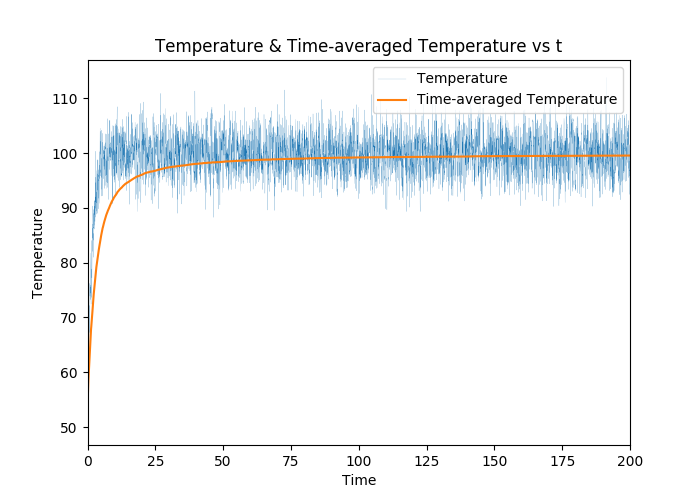 Temperature & Time-averaged Temperature vs t
Temperature
Time-averaged Temperature
110
100
90
80
70
60
50
Temperature
0 25 50 75 100 125 150 175 200
Time